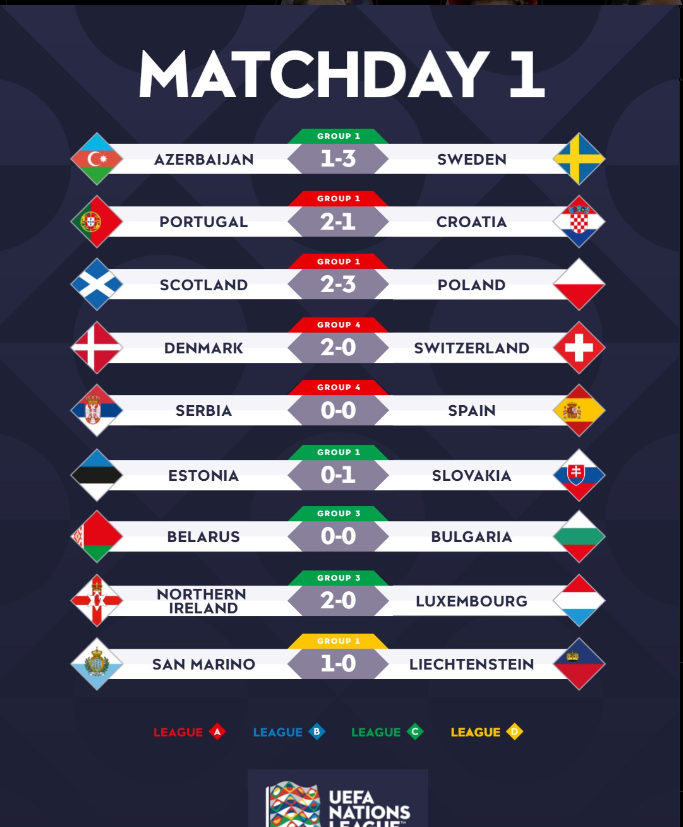 MATCHDAY 1
GROUP 1
AZERBAIJAN 1-3 SWEDEN
GROUP 1
PORTUGAL 2-1 CROATIA
GROUP 1
SCOTLAND 2-3 POLAND
GROUP 4
DENMARK 2-0 SWITZERLAND
GROUP 4
SERBIA 0-0 SPAIN
GROUP 1
ESTONIA 0-1 SLOVAKIA
GROUP 3
BELARUS 0-0 BULGARIA
GROUP 3
NORTHERN
IRELAND 2-0 LUXEMBOURG
GROUP 1
SAN MARINO 1-0 LIECHTENSTEIN
LEAGUE A LEAGUE B LEAGUE C LEAGUE D
UEFA
NATIONS
LEAGUE™